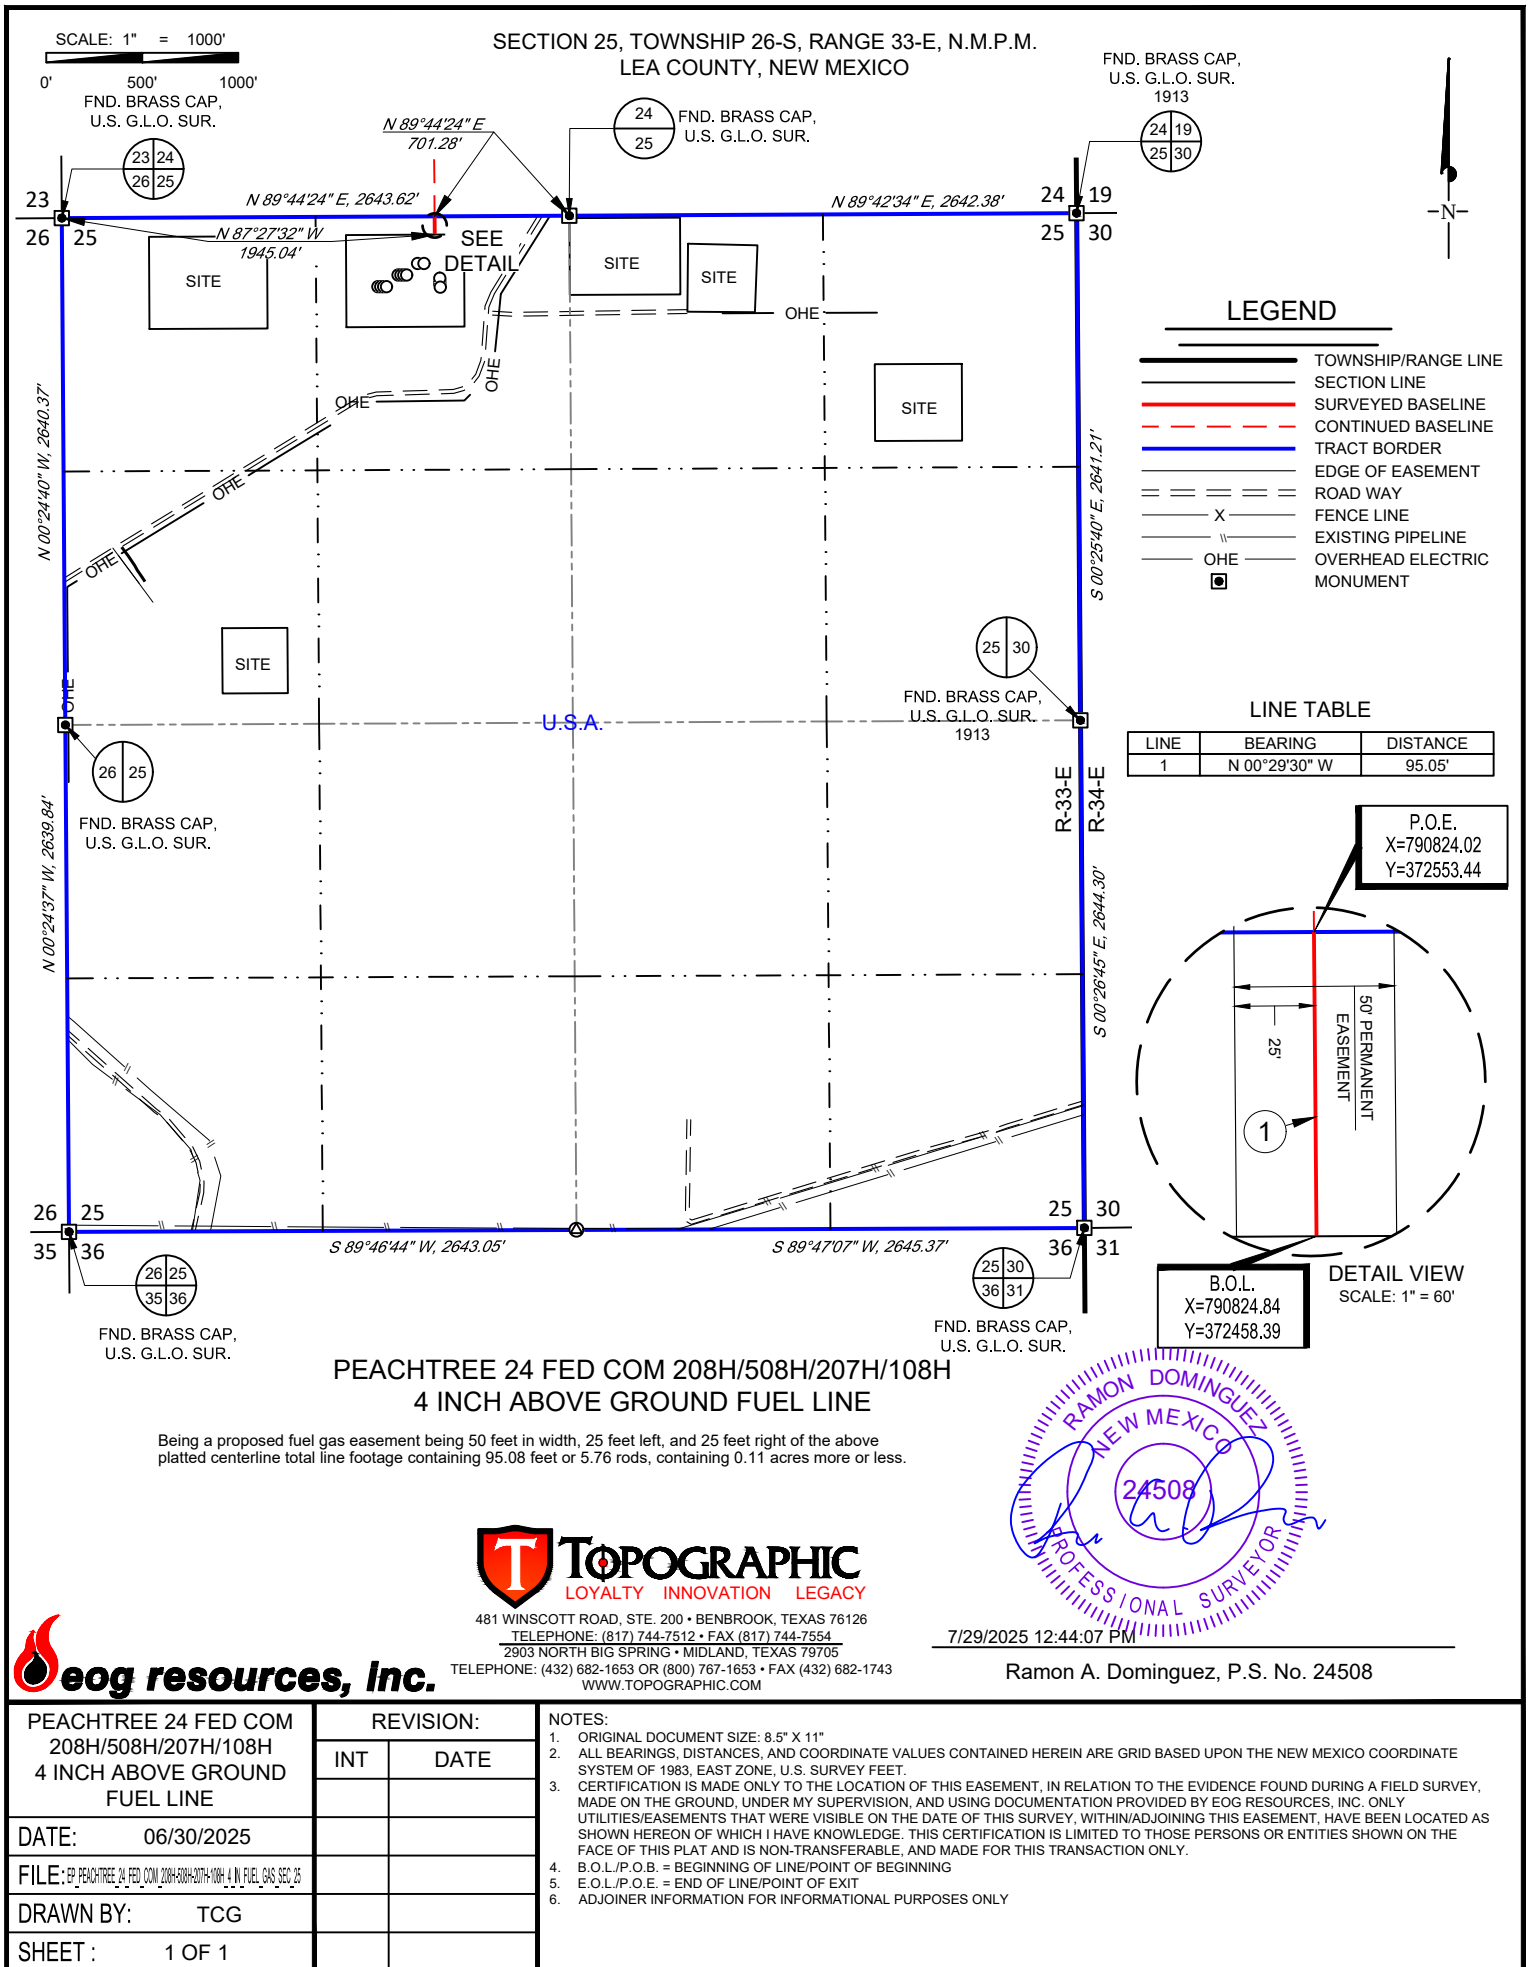 SCALE: 1" = 1000'
0' 500' 1000'
SECTION 25, TOWNSHIP 26-S, RANGE 33-E, N.M.P.M.
LEA COUNTY, NEW MEXICO
FND. BRASS CAP,
U.S. G.L.O. SUR.
23 24
26 25
N 89°44'24" E
701.28'
24
25
FND. BRASS CAP,
U.S. G.L.O. SUR.
FND. BRASS CAP,
U.S. G.L.O. SUR.
1913
24 19
25 30
23
26 25
N 89°44'24" E, 2643.62'
N 89°42'34" E, 2642.38'
24 19
25 30
N 87°27'32" W
1945.04'
SEE
DETAIL
SITE
SITE
SITE
OHE
OHE
OHE
SITE
OHE
OHE
SITE
OHE
N 00°24'40" W, 2640.37'
S 00°25'40" E, 2641.21'
-N-
LEGEND
TOWNSHIP/RANGE LINE
SECTION LINE
SURVEYED BASELINE
CONTINUED BASELINE
TRACT BORDER
EDGE OF EASEMENT
ROAD WAY
X FENCE LINE
\\ EXISTING PIPELINE
OHE OVERHEAD ELECTRIC
MONUMENT
25 30
FND. BRASS CAP,
U.S. G.L.O. SUR.
1913
U.S.A.
26 25
FND. BRASS CAP,
U.S. G.L.O. SUR.
R-33-E
R-34-E
N 00°24'37" W, 2639.84'
S 00°26'45" E, 2644.30'
LINE TABLE
LINE BEARING DISTANCE
1 N 00°29'30" W 95.05'
P.O.E.
X=790824.02
Y=372553.44
50' PERMANENT
EASEMENT
25'
1
B.O.L.
X=790824.84
Y=372458.39
DETAIL VIEW
SCALE: 1" = 60'
26 25
35 36
S 89°46'44" W, 2643.05'
S 89°47'07" W, 2645.37'
25 30
36 31
26 25
35 36
FND. BRASS CAP,
U.S. G.L.O. SUR.
25 30
36 31
FND. BRASS CAP,
U.S. G.L.O. SUR.
PEACHTREE 24 FED COM 208H/508H/207H/108H
4 INCH ABOVE GROUND FUEL LINE
Being a proposed fuel gas easement being 50 feet in width, 25 feet left, and 25 feet right of the above
platted centerline total line footage containing 95.08 feet or 5.76 rods, containing 0.11 acres more or less.
RAMON DOMINGUEZ
NEW MEXICO
24508
PROFESSIONAL SURVEYOR
T
TOPOGRAPHIC
LOYALTY INNOVATION LEGACY
481 WINSCOTT ROAD, STE. 200 • BENBROOK, TEXAS 76126
TELEPHONE: (817) 744-7512 • FAX (817) 744-7554
2903 NORTH BIG SPRING • MIDLAND, TEXAS 79705
TELEPHONE: (432) 682-1653 OR (800) 767-1653 • FAX (432) 682-1743
WWW.TOPOGRAPHIC.COM
7/29/2025 12:44:07 PM
Ramon A. Dominguez, P.S. No. 24508
eog resources, inc.
PEACHTREE 24 FED COM
208H/508H/207H/108H
4 INCH ABOVE GROUND
FUEL LINE
DATE: 06/30/2025
FILE: EP PEACHTREE 24 FED COM 208H-508H-207H-108H 4 IN FUEL GAS SEC 25
DRAWN BY: TCG
SHEET : 1 OF 1
REVISION:
INT DATE
NOTES:
1. ORIGINAL DOCUMENT SIZE: 8.5" X 11"
2. ALL BEARINGS, DISTANCES, AND COORDINATE VALUES CONTAINED HEREIN ARE GRID BASED UPON THE NEW MEXICO COORDINATE
SYSTEM OF 1983, EAST ZONE, U.S. SURVEY FEET.
3. CERTIFICATION IS MADE ONLY TO THE LOCATION OF THIS EASEMENT, IN RELATION TO THE EVIDENCE FOUND DURING A FIELD SURVEY,
MADE ON THE GROUND, UNDER MY SUPERVISION, AND USING DOCUMENTATION PROVIDED BY EOG RESOURCES, INC. ONLY
UTILITIES/EASEMENTS THAT WERE VISIBLE ON THE DATE OF THIS SURVEY, WITHIN/ADJOINING THIS EASEMENT, HAVE BEEN LOCATED AS
SHOWN HEREON OF WHICH I HAVE KNOWLEDGE. THIS CERTIFICATION IS LIMITED TO THOSE PERSONS OR ENTITIES SHOWN ON THE
FACE OF THIS PLAT AND IS NON-TRANSFERABLE, AND MADE FOR THIS TRANSACTION ONLY.
4. B.O.L./P.O.B. = BEGINNING OF LINE/POINT OF BEGINNING
5. E.O.L./P.O.E. = END OF LINE/POINT OF EXIT
6. ADJOINER INFORMATION FOR INFORMATIONAL PURPOSES ONLY